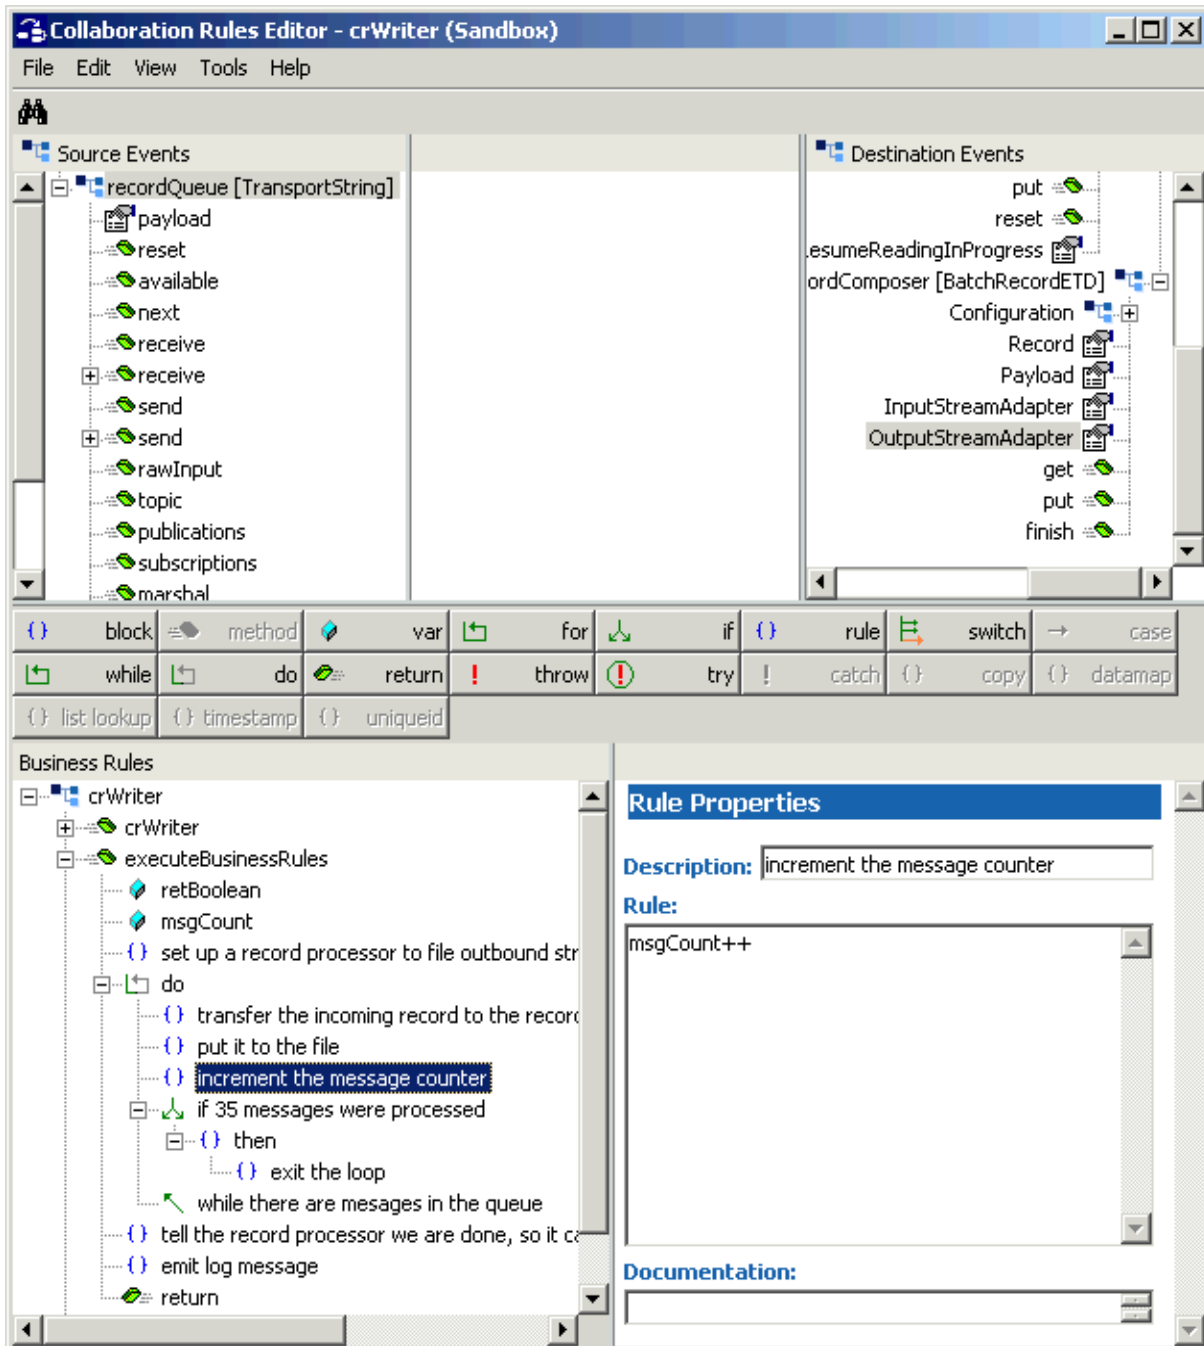 Collaboration Rules Editor - crWriter (Sandbox)
File Edit View Tools Help
Source Events
recordQueue [TransportString]
payload
reset
available
next
receive
receive
send
send
rawInput
topic
publications
subscriptions
marshal
Destination Events
put
reset
esumeReadingInProgress
ordComposer [BatchRecordETD]
Configuration
Record
Payload
InputStreamAdapter
OutputStreamAdapter
get
put
finish
block method var for if rule switch case
while do return throw try catch copy datamap
list lookup timestamp uniqueid
Business Rules
crWriter
crWriter
executeBusinessRules
retBoolean
msgCount
set up a record processor to file outbound str
do
transfer the incoming record to the record
put it to the file
increment the message counter
if 35 messages were processed
then
exit the loop
while there are mesages in the queue
tell the record processor we are done, so it ca
emit log message
return
Rule Properties
Description: increment the message counter
Rule:
msgCount++
Documentation: